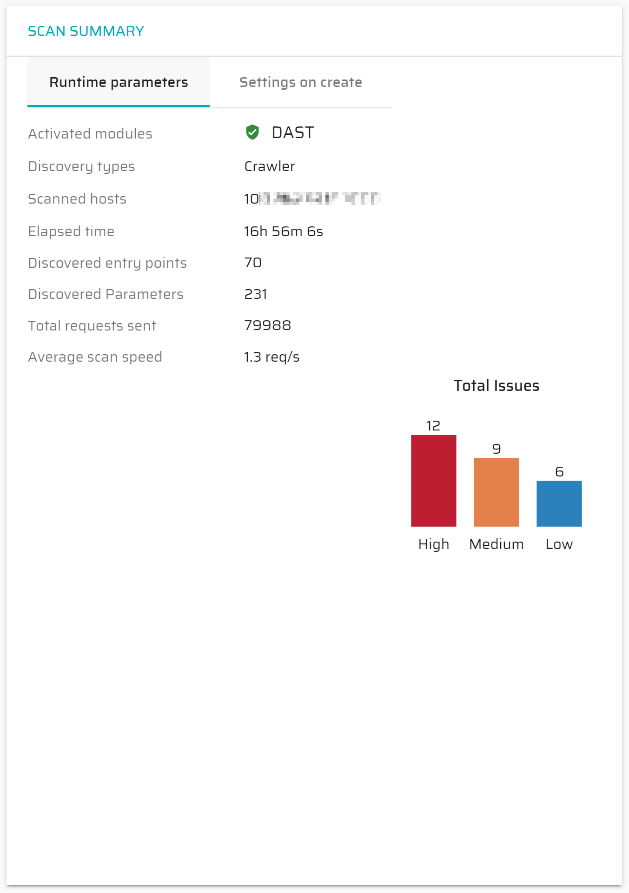 SCAN SUMMARY
Runtime parameters Settings on create
Activated modules DAST
Discovery types Crawler
Scanned hosts
Elapsed time 16h 56m 6s
Discovered entry points 70
Discovered Parameters 231
Total requests sent 79988
Average scan speed 1.3 req/s
Total Issues
12
9
6
High Medium Low